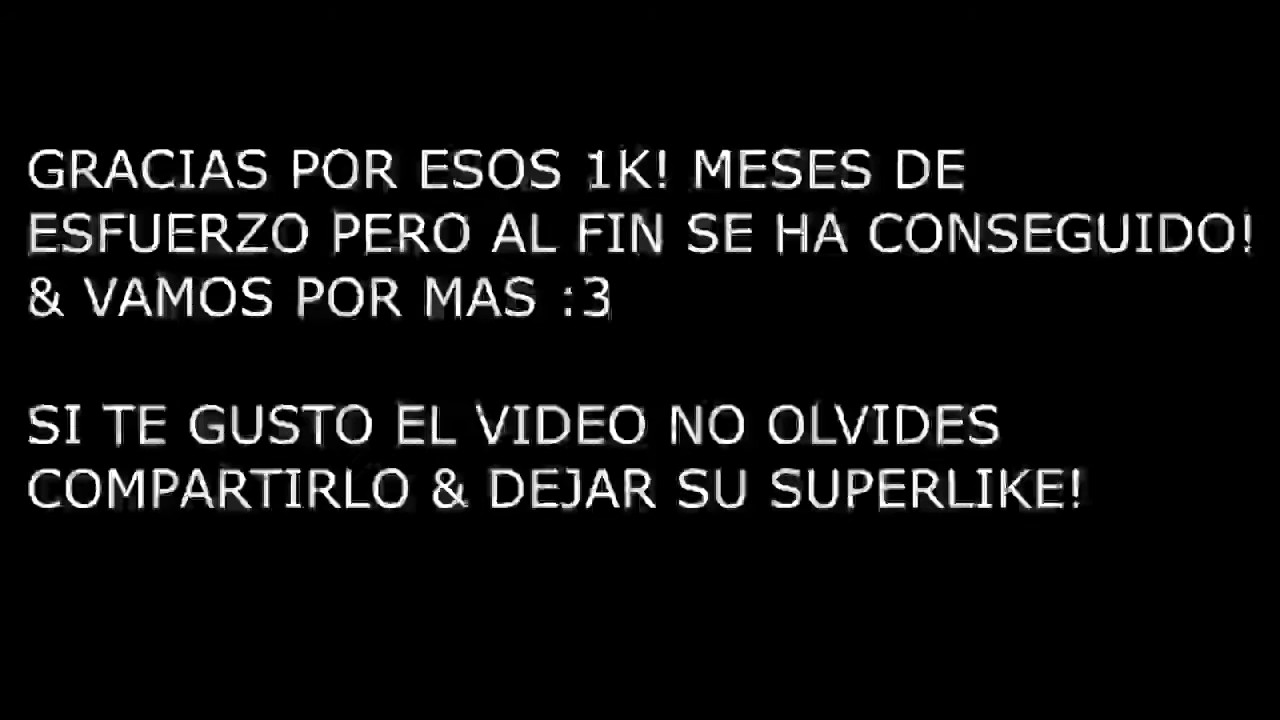 GRACIAS POR ESOS 1K! MESES DE
ESFUERZO PERO AL FIN SE HA CONSEGUIDO!
& VAMOS POR MAS :3
SI TE GUSTO EL VIDEO NO OLVIDES
COMPARTIRLO & DEJAR SU SUPERLIKE!